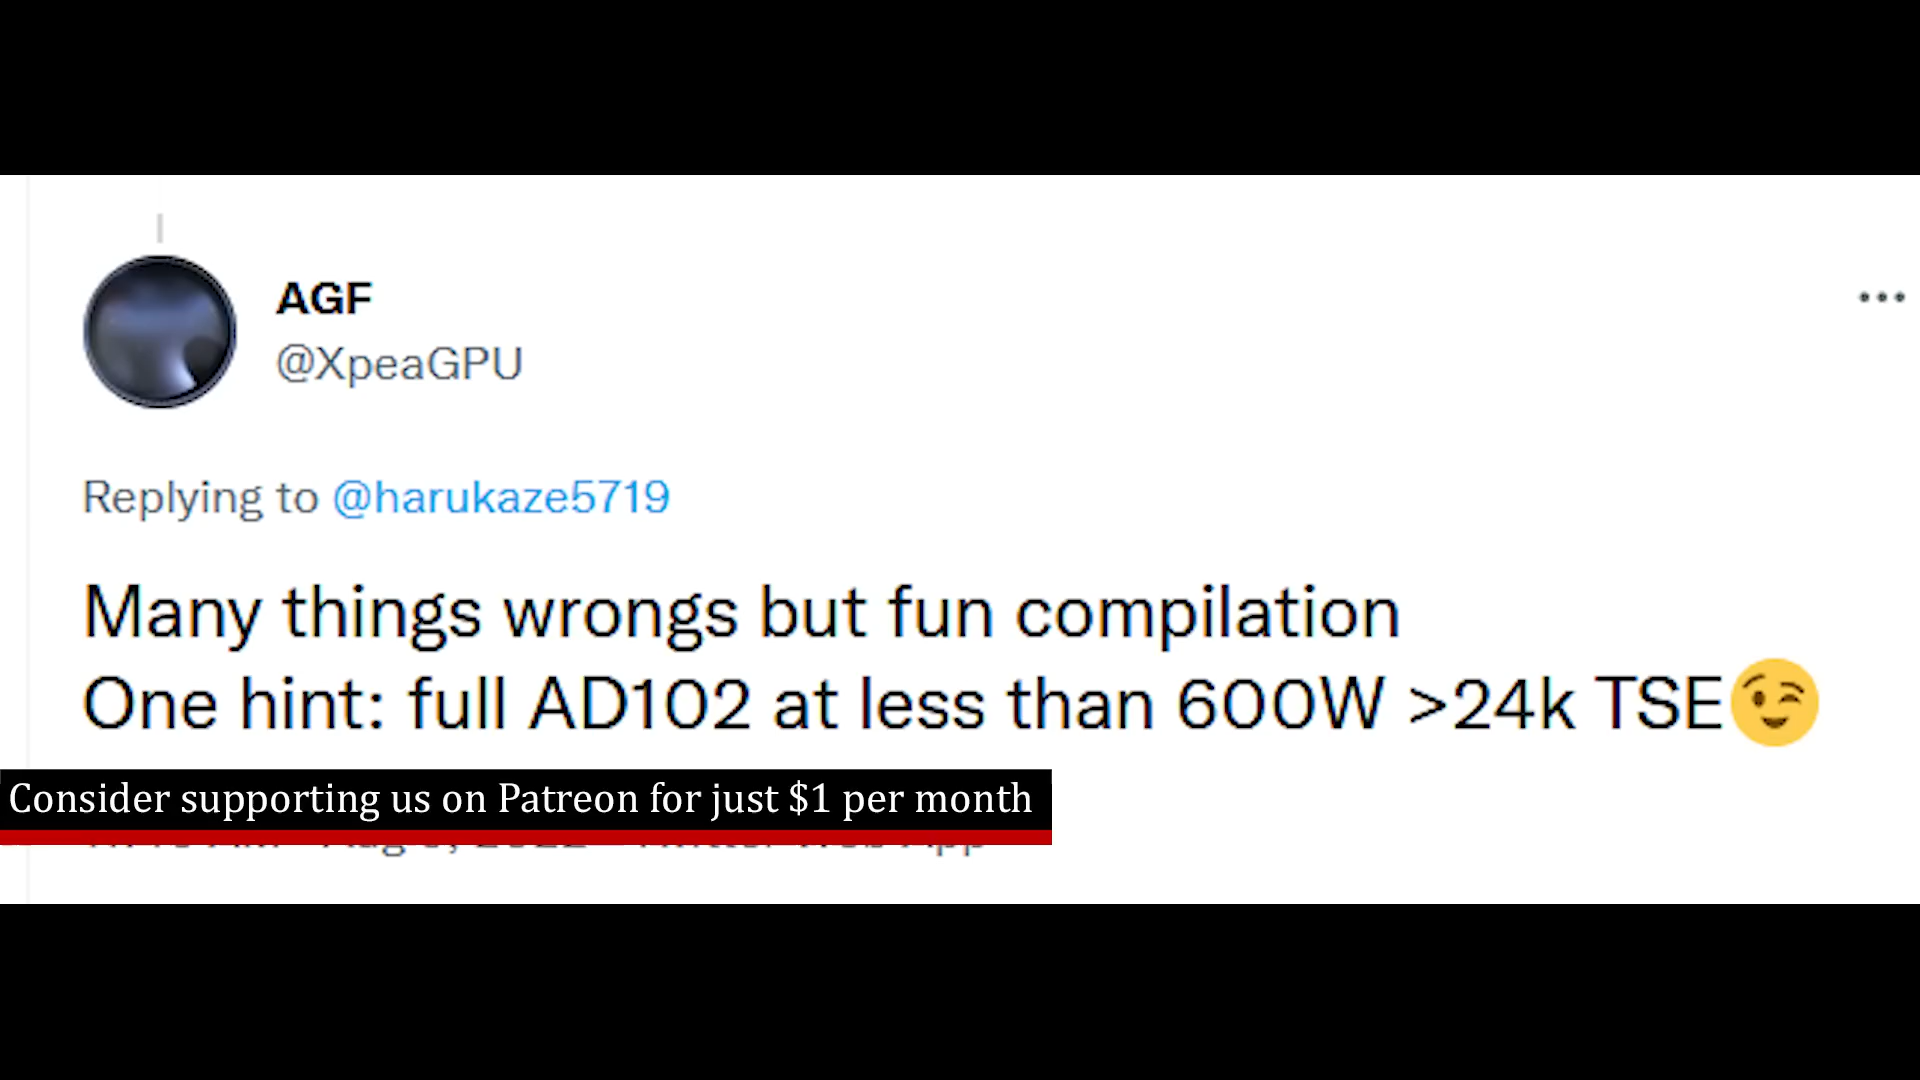 AGF
@XpeaGPU
Replying to @harukaze5719
Many things wrongs but fun compilation
One hint: full AD102 at less than 600W >24k TSE😉
Consider supporting us on Patreon for just $1 per month